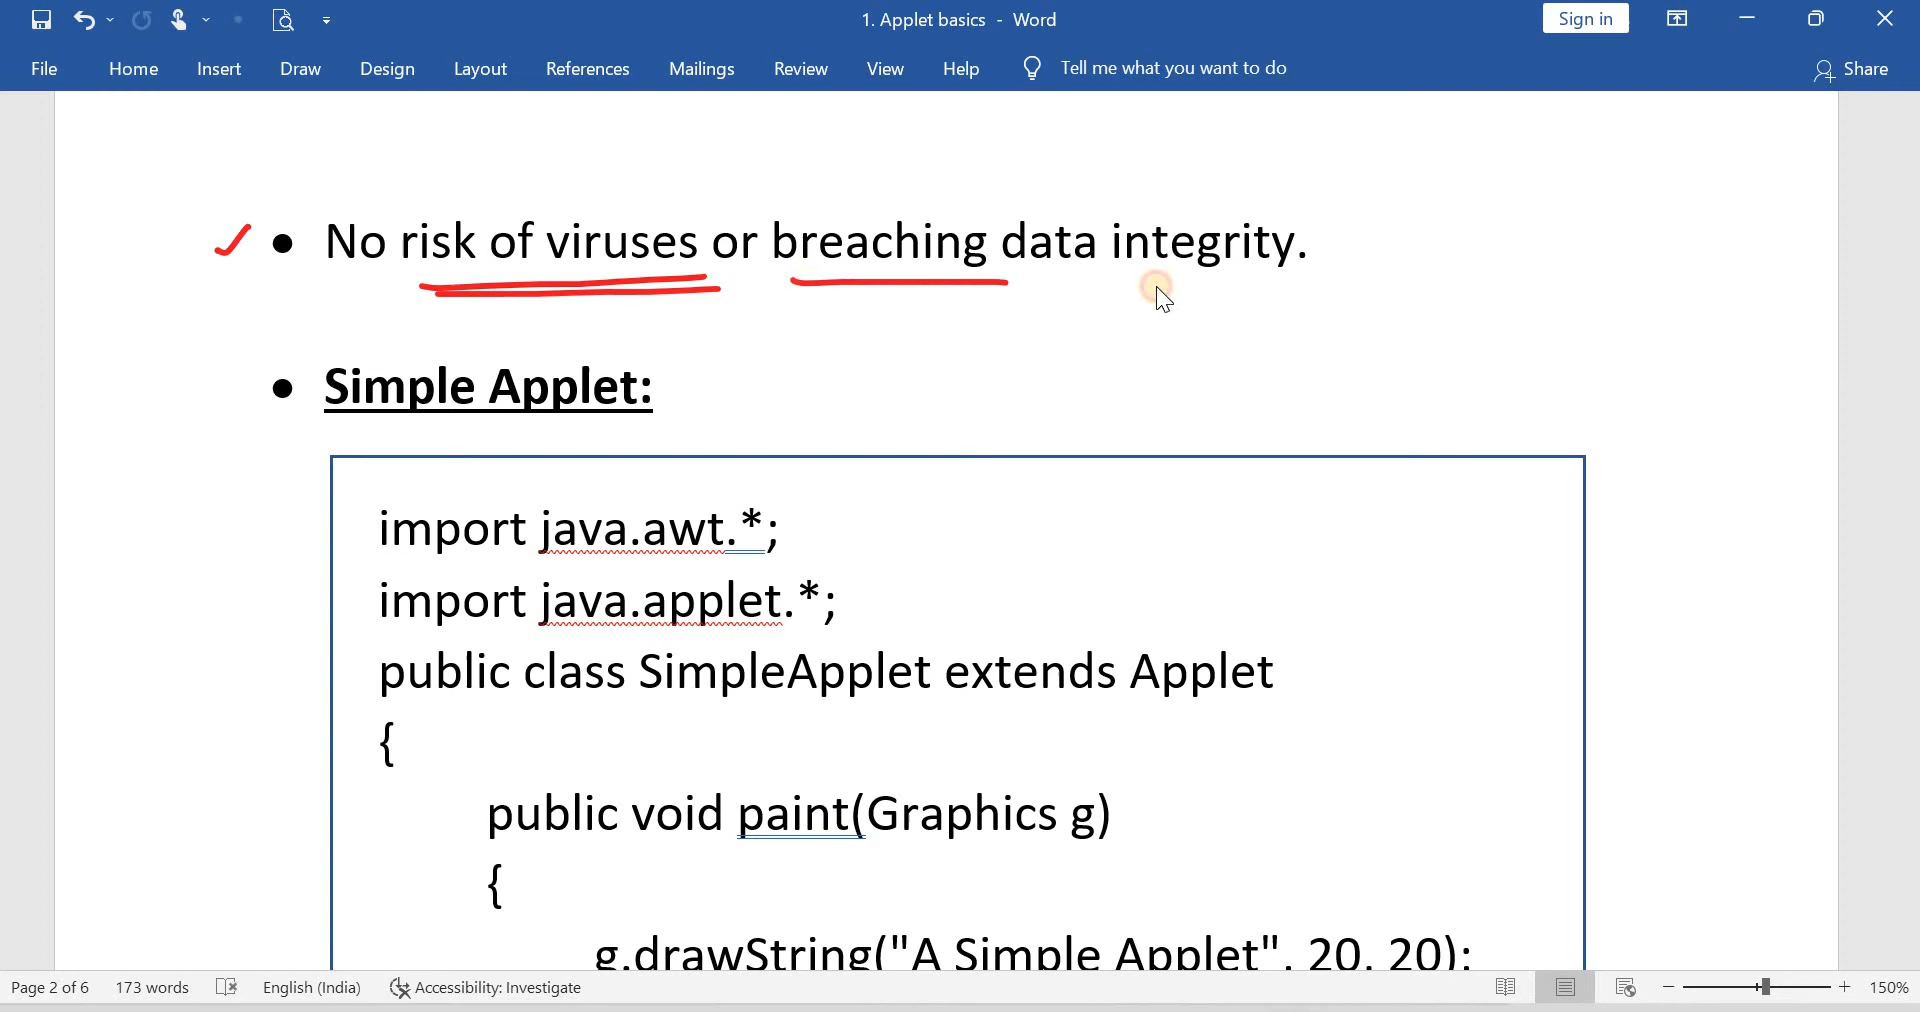 1. Applet basics - Word
Sign in
File Home Insert Draw Design Layout References Mailings Review View Help Tell me what you want to do Share
• No risk of viruses or breaching data integrity.
• Simple Applet:
import java.awt.*;
import java.applet.*;
public class SimpleApplet extends Applet
{
public void paint(Graphics g)
{
g.drawString("A Simple Applet", 20, 20);
Page 2 of 6 173 words English (India) Accessibility: Investigate 150%